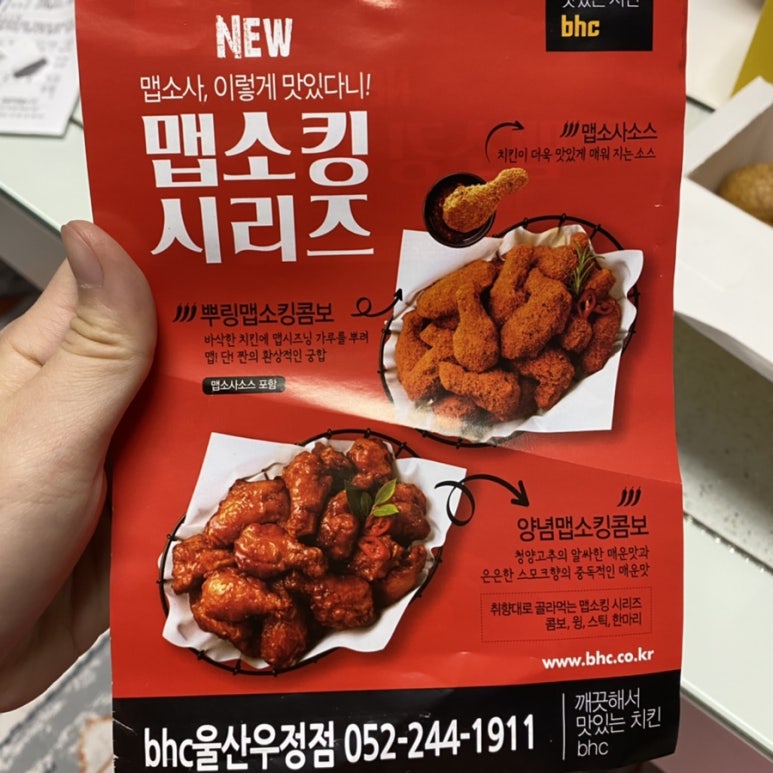 맛있는 치킨
bhc
NEW
맵소사, 이렇게 맛있다니!
맵소킹
시리즈
맵소사소스
치킨이 더욱 맛있게 매워 지는 소스
뿌링맵소킹콤보
바삭한 치킨에 맵시즈닝 가루를 뿌려
맵! 단! 짠의 환상적인 궁합
맵소사소스 포함
양념맵소킹콤보
청양고추의 알싸한 매운맛과
은은한 스모크향의 중독적인 매운맛
취향대로 골라먹는 맵소킹 시리즈
콤보, 윙, 스틱, 한마리
www.bhc.co.kr
bhc울산우정점 052-244-1911
깨끗해서
맛있는 치킨
bhc